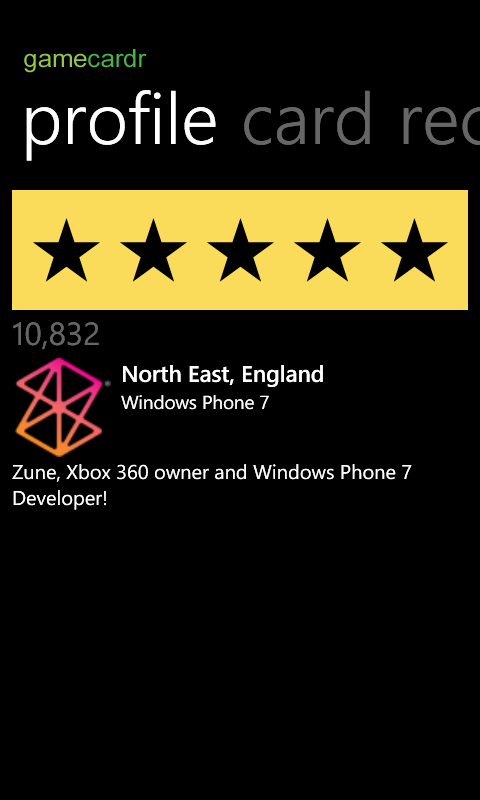 gamecardr
profile card rec
10,832
North East, England
Windows Phone 7
Zune, Xbox 360 owner and Windows Phone 7
Developer!